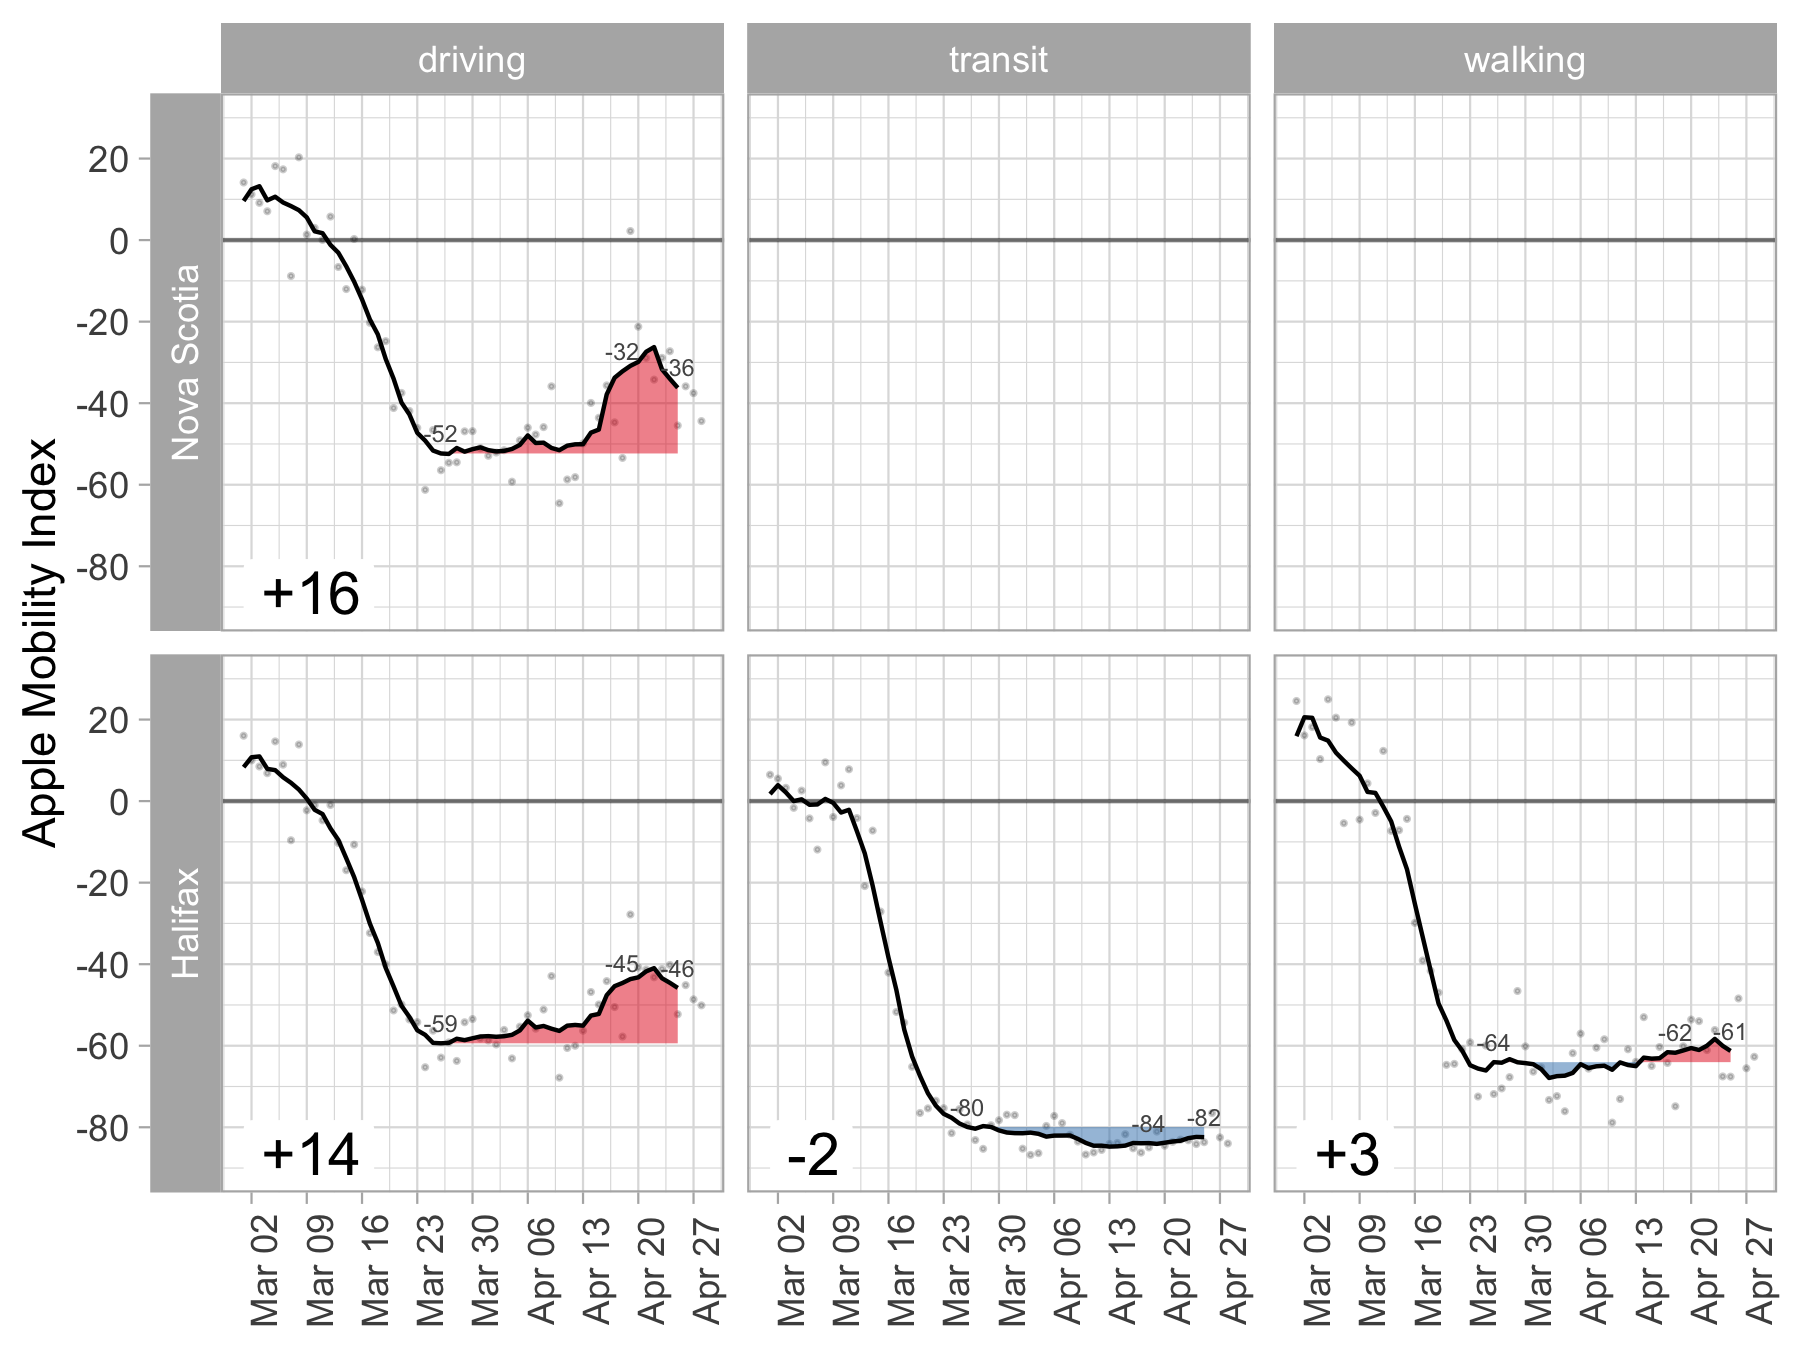 driving
transit
walking
Apple Mobility Index
Nova Scotia
20
0
-20
-40
-60
-80
-52
-32
-36
+16
Halifax
20
0
-20
-40
-60
-80
-59
-45
-46
+14
-80
-84
-82
-2
-64
-62
-61
+3
Mar 02
Mar 09
Mar 16
Mar 23
Mar 30
Apr 06
Apr 13
Apr 20
Apr 27
Mar 02
Mar 09
Mar 16
Mar 23
Mar 30
Apr 06
Apr 13
Apr 20
Apr 27
Mar 02
Mar 09
Mar 16
Mar 23
Mar 30
Apr 06
Apr 13
Apr 20
Apr 27